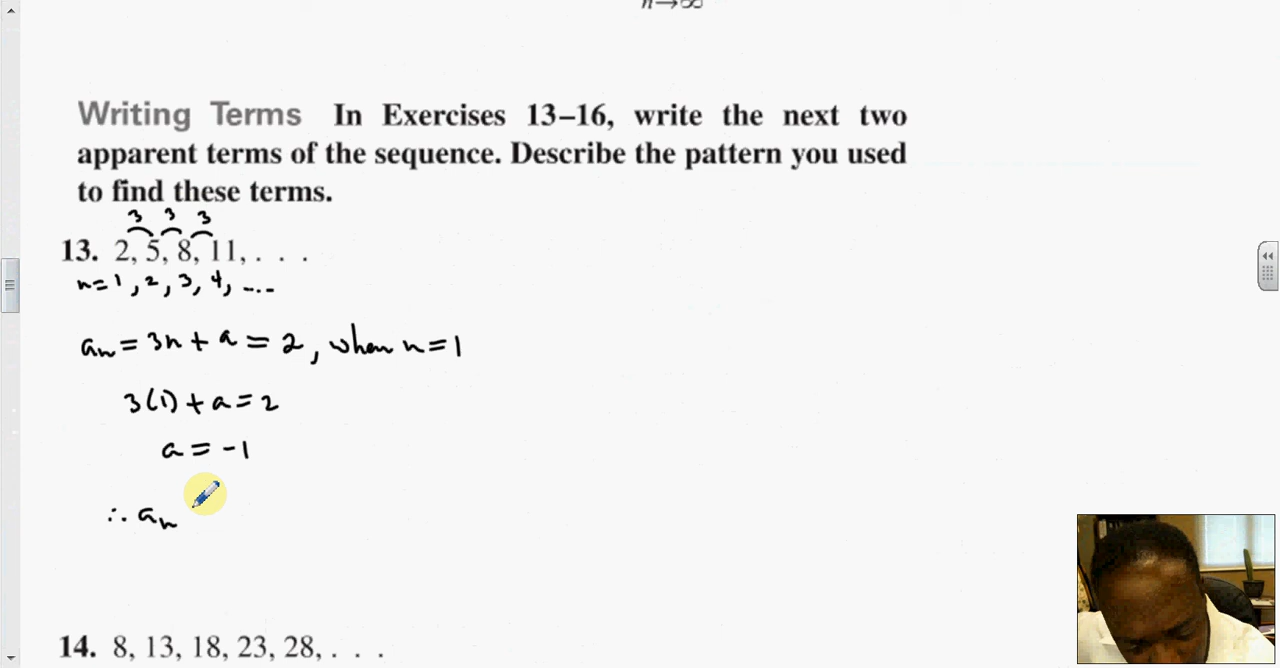 n→∞
Writing Terms In Exercises 13–16, write the next two
apparent terms of the sequence. Describe the pattern you used
to find these terms.
3 3 3
13. 2, 5, 8, 11, . . .
n=1, 2, 3, 4, ....
aₙ = 3n + a = 2, when n=1
3(1) + a = 2
a = -1
∴ aₙ
14. 8, 13, 18, 23, 28, . . .